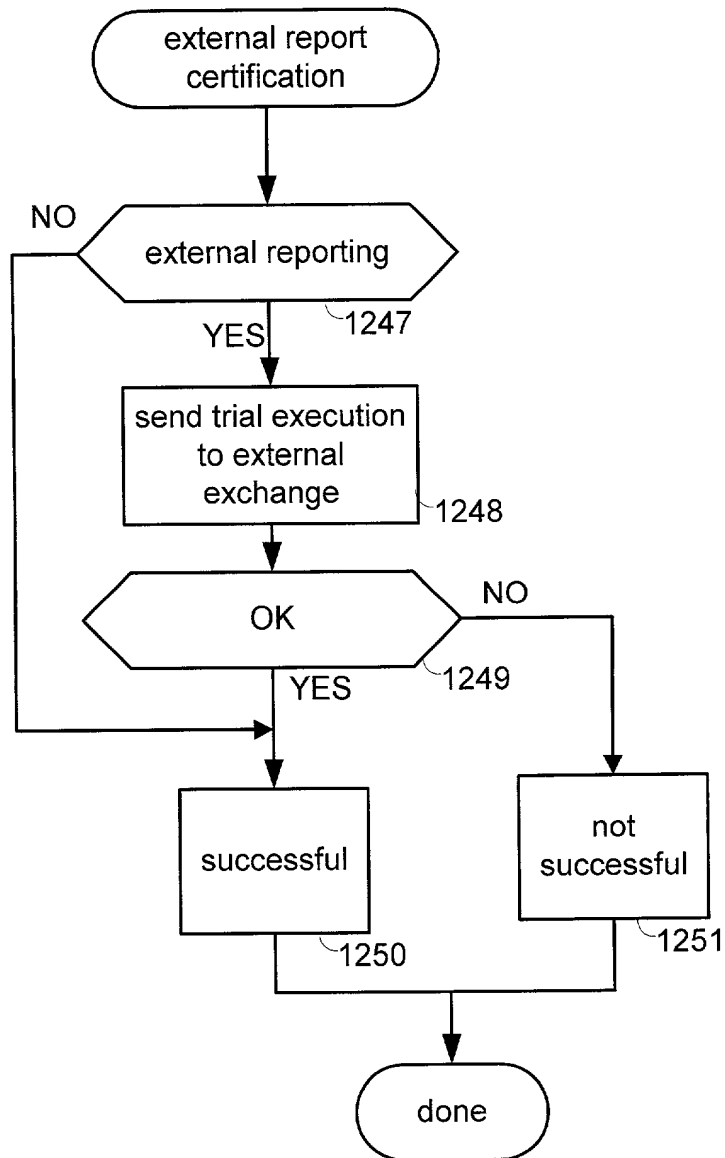 external report
certification
NO
external reporting
1247
YES
send trial execution
to external
exchange
1248
OK
NO
1249
YES
successful
1250
not
successful
1251
done